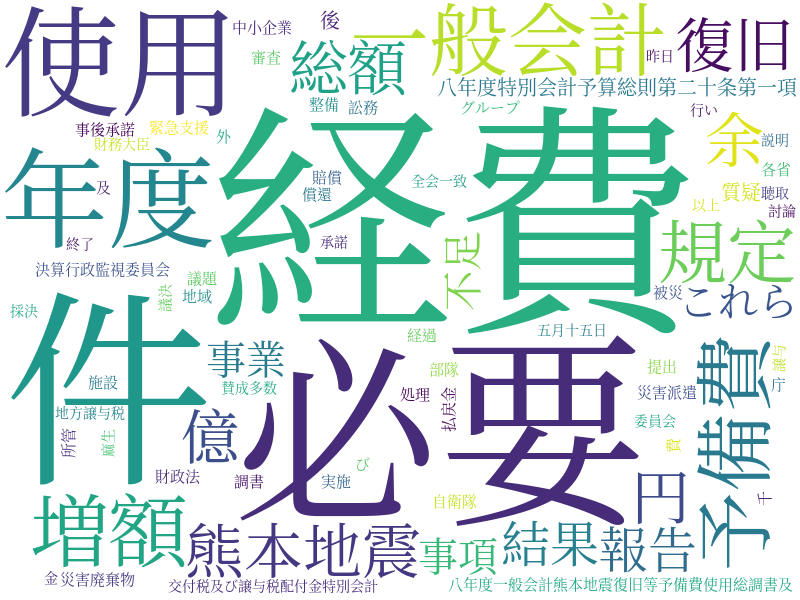 使用
中小企業
後
一般会計
復旧
審査
総額
昨日
八年度特別会計予算総則第二十条第一項
整備
訟務
グループ
行い
事後承諾
緊急支援
財務大臣
外
余
説明
年度
経費
及
賠償
償還
全会一致
質疑
各省
聴取
以上
討論
終了
承諾
不足
規定
決算行政監視委員会
議題
地域
議決
採決
被災
これら
件
必要
経過
五月十五日
事業
予備費
譲与
施設
賛成多数
部隊
処理
払戻金
提出
災害派遣
庁
地方譲与税
億
委員会
所管
麻生
費
財政法
調書
実施
び
円
千
増額
熊本地震
自衛隊
事項
結果
報告
金
災害廃棄物
交付税及び譲与税配付金特別会計
八年度一般会計熊本地震復旧等予備費使用総調書及